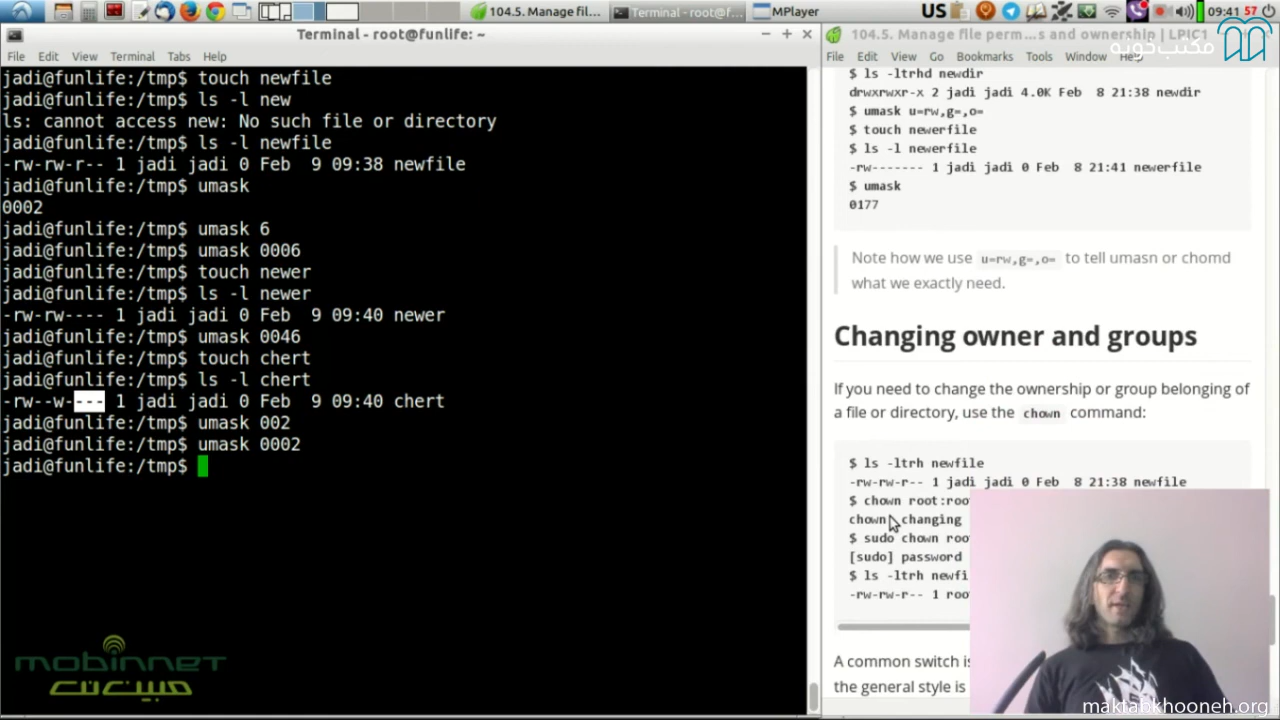 104.5. Manage fil...
Terminal - root@f...
MPlayer
US
09:41 57
Terminal - root@funlife: ~
104.5. Manage file perm...s and ownership | LPIC1
مکتب‌خونه
File Edit View Terminal Tabs Help
File Edit View Go Bookmarks Tools Window Help
jadi@funlife:/tmp$ touch newfile
jadi@funlife:/tmp$ ls -l new
ls: cannot access new: No such file or directory
jadi@funlife:/tmp$ ls -l newfile
-rw-rw-r-- 1 jadi jadi 0 Feb  9 09:38 newfile
jadi@funlife:/tmp$ umask
0002
jadi@funlife:/tmp$ umask 6
jadi@funlife:/tmp$ umask 0006
jadi@funlife:/tmp$ touch newer
jadi@funlife:/tmp$ ls -l newer
-rw-rw---- 1 jadi jadi 0 Feb  9 09:40 newer
jadi@funlife:/tmp$ umask 0046
jadi@funlife:/tmp$ touch chert
jadi@funlife:/tmp$ ls -l chert
-rw--w---- 1 jadi jadi 0 Feb  9 09:40 chert
jadi@funlife:/tmp$ umask 002
jadi@funlife:/tmp$ umask 0002
jadi@funlife:/tmp$
mobinnet
مبین نت
$ ls -ltrhd newdir
drwxrwxr-x 2 jadi jadi 4.0K Feb  8 21:38 newdir
$ umask u=rw,g=,o=
$ touch newerfile
$ ls -l newerfile
-rw------- 1 jadi jadi 0 Feb  8 21:41 newerfile
$ umask
0177
Note how we use u=rw,g=,o= to tell umasn or chomd
what we exactly need.
Changing owner and groups
If you need to change the ownership or group belonging of
a file or directory, use the chown command:
$ ls -ltrh newfile
-rw-rw-r-- 1 jadi jadi 0 Feb  8 21:38 newfile
$ chown root:roo
chown changing
$ sudo chown roo
[sudo] password
$ ls -ltrh newfi
-rw-rw-r-- 1 roo
A common switch is
the general style is
maktabkhooneh.org